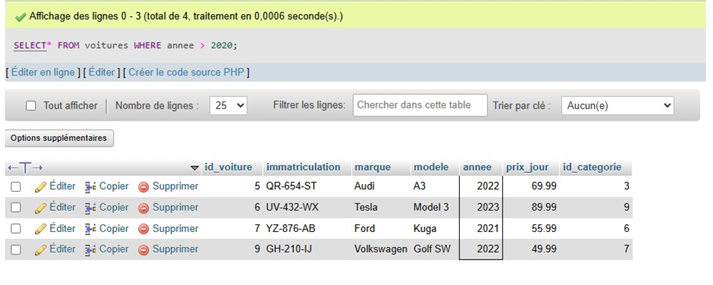 Affichage des lignes 0 - 3 (total de 4, traitement en 0,0006 seconde(s).)
SELECT* FROM voitures WHERE annee > 2020;
[ Éditer en ligne ] [ Éditer ] [ Créer le code source PHP ]
Tout afficher Nombre de lignes : 25 Filtrer les lignes: Chercher dans cette table Trier par clé : Aucun(e)
Options supplémentaires
←T→ id_voiture immatriculation marque modele annee prix_jour id_categorie
Éditer Copier Supprimer 5 QR-654-ST Audi A3 2022 69.99 3
Éditer Copier Supprimer 6 UV-432-WX Tesla Model 3 2023 89.99 9
Éditer Copier Supprimer 7 YZ-876-AB Ford Kuga 2021 55.99 6
Éditer Copier Supprimer 9 GH-210-IJ Volkswagen Golf SW 2022 49.99 7